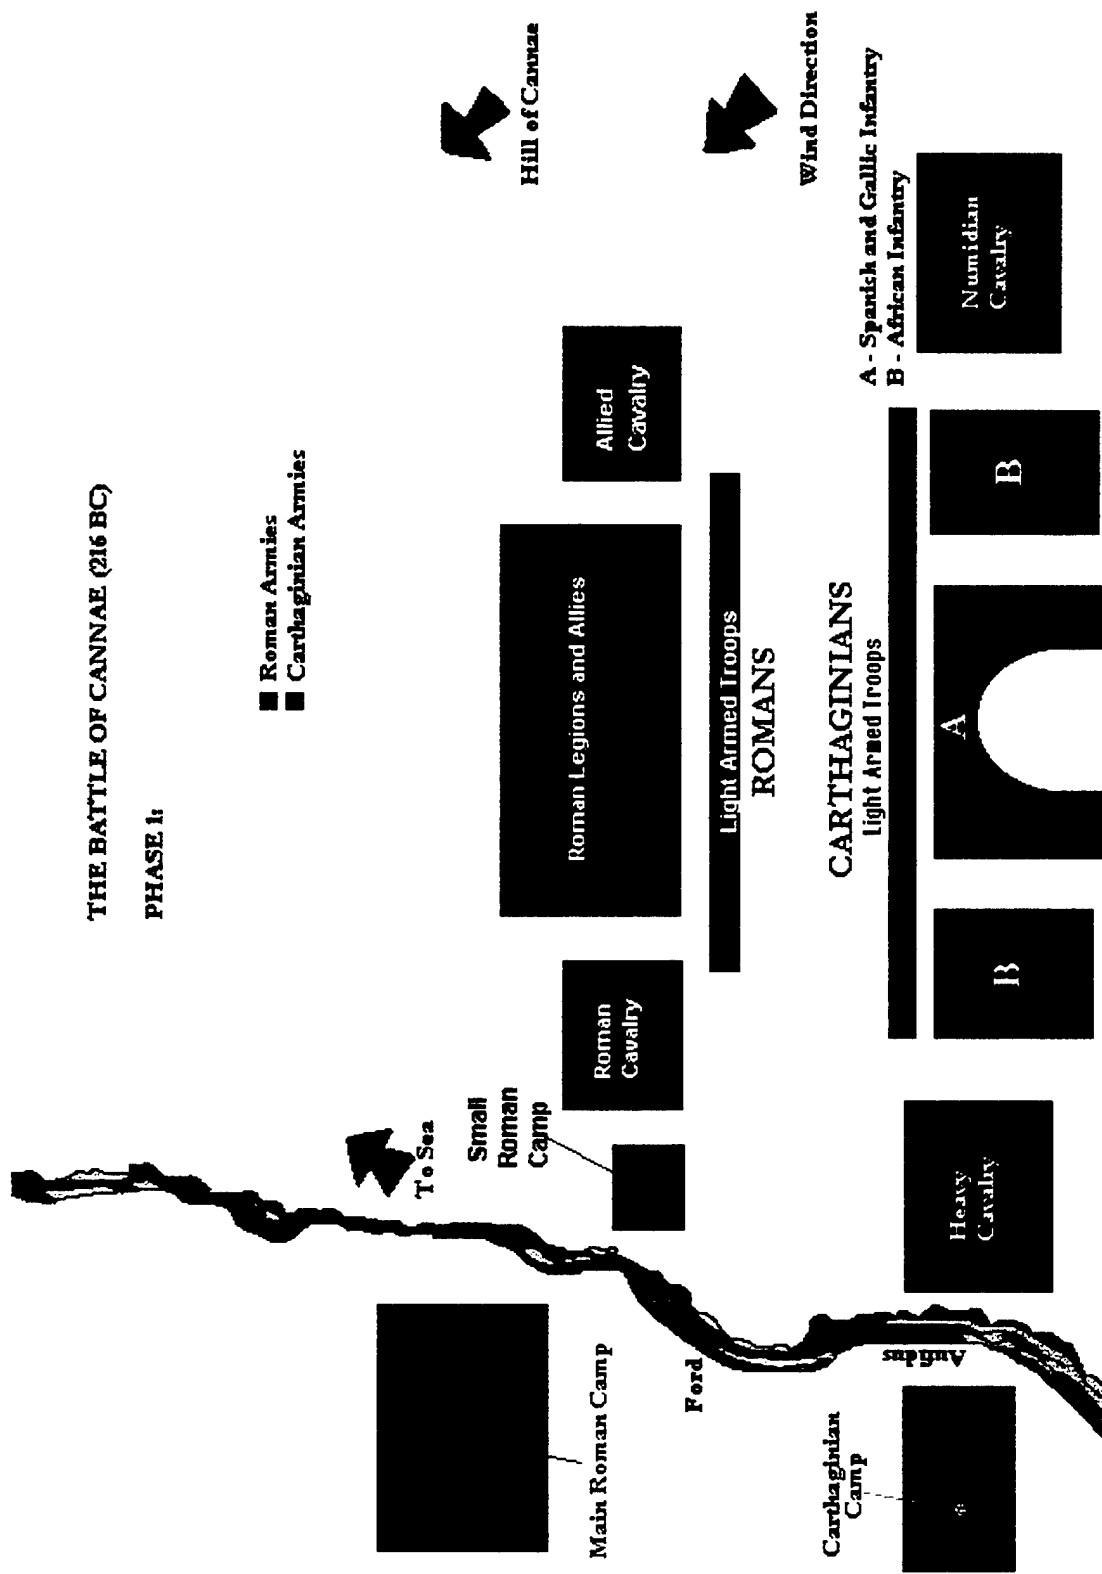 THE BATTLE OF CANNAE (216 BC)
PHASE 1:
Roman Armies
Carthaginian Armies
To Sea
Hill of Cannae
Small
Roman
Camp
Main Roman Camp
Roman
Cavalry
Roman Legions and Allies
Allied
Cavalry
Ford
Light Armed Troops
ROMANS
Wind Direction
CARTHAGINIANS
Light Armed Troops
A - Spanish and Gallic Infantry
B - African Infantry
Carthaginian
Camp
Aufidus
Heavy
Cavalry
B
A
B
Numidian
Cavalry